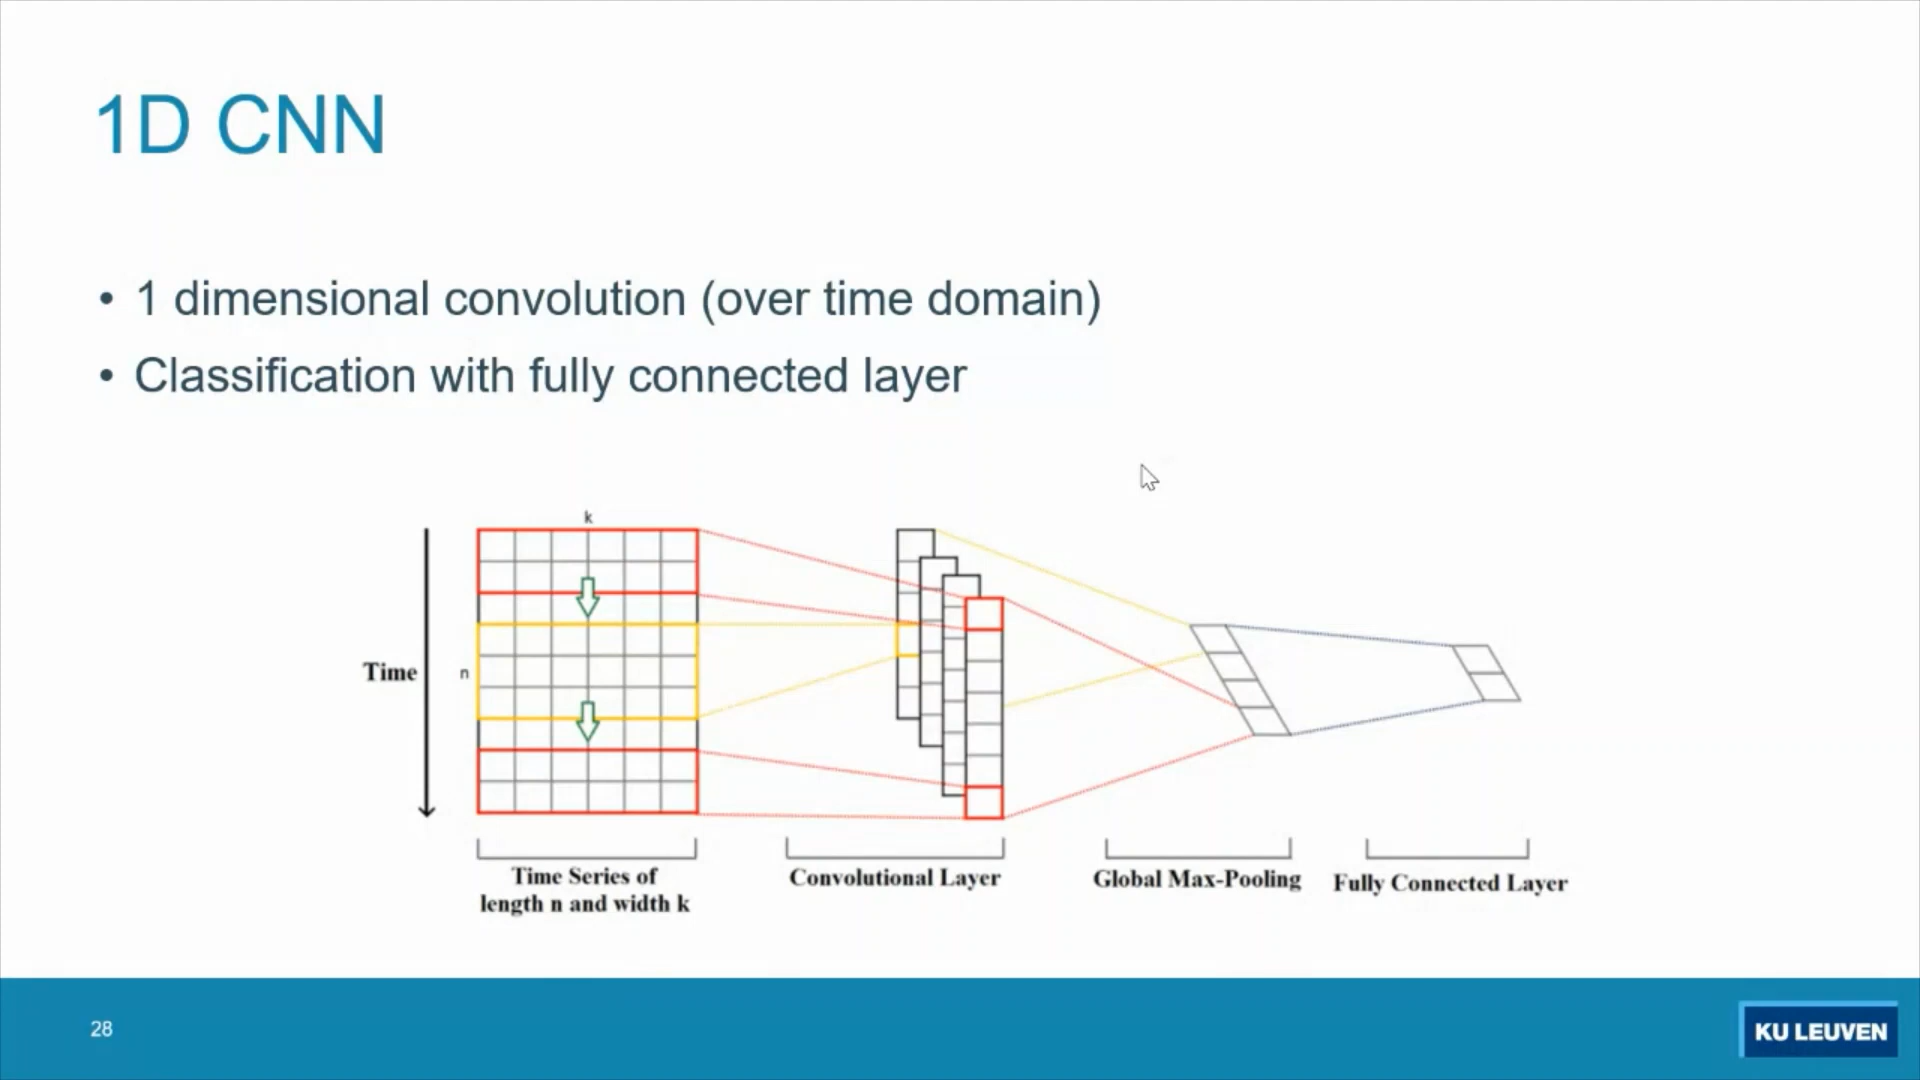 1D CNN
• 1 dimensional convolution (over time domain)
• Classification with fully connected layer
k
Time
n
Time Series of
length n and width k
Convolutional Layer
Global Max-Pooling
Fully Connected Layer
28
KU LEUVEN